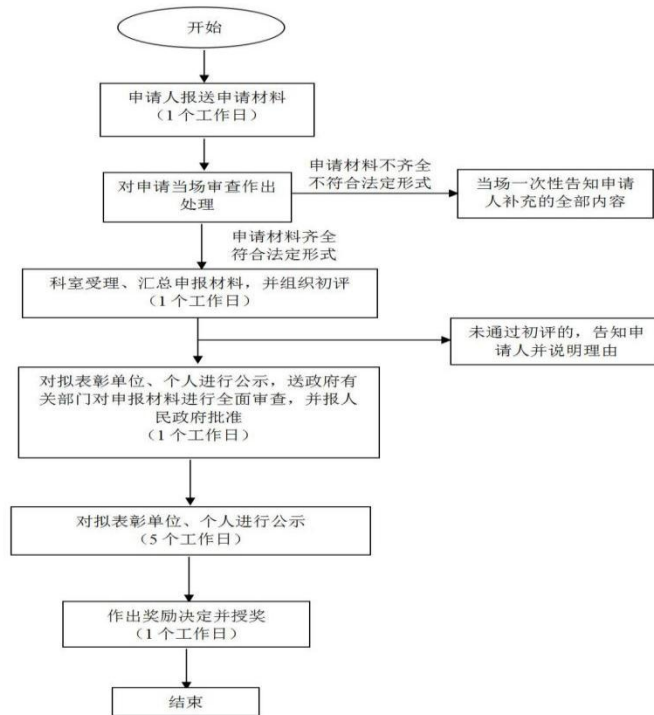 开始
申请人报送申请材料
（1 个工作日）
申请材料不齐全
不符合法定形式
对申请当场审查作出
处理
当场一次性告知申请
人补充的全部内容
申请材料齐全
符合法定形式
科室受理、汇总申报材料，并组织初评
（1 个工作日）
未通过初评的，告知申
请人并说明理由
对拟表彰单位、个人进行公示，送政府有
关部门对申报材料进行全面审查，并报人
民政府批准
（1 个工作日）
对拟表彰单位、个人进行公示
（5 个工作日）
作出奖励决定并授奖
（1 个工作日）
结束